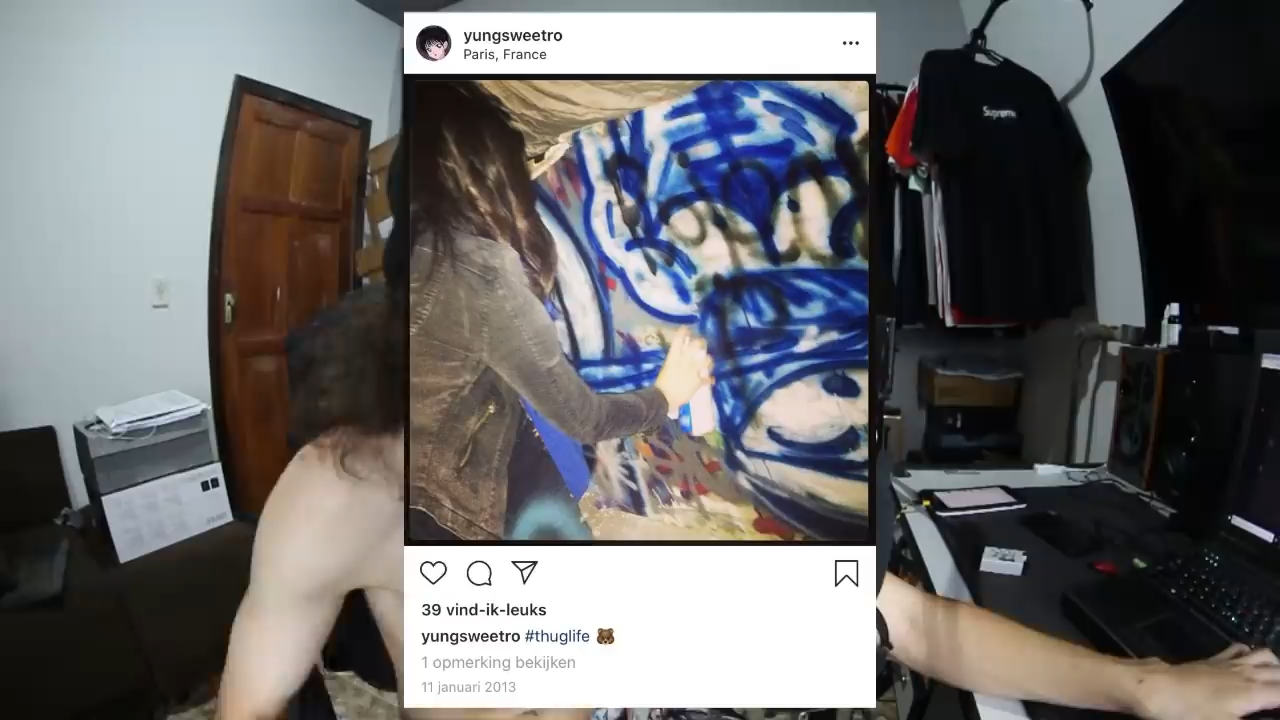 yungsweetro
Paris, France
Supreme
39 vind-ik-leuks
yungsweetro #thuglife 🐻
1 opmerking bekijken
11 januari 2013